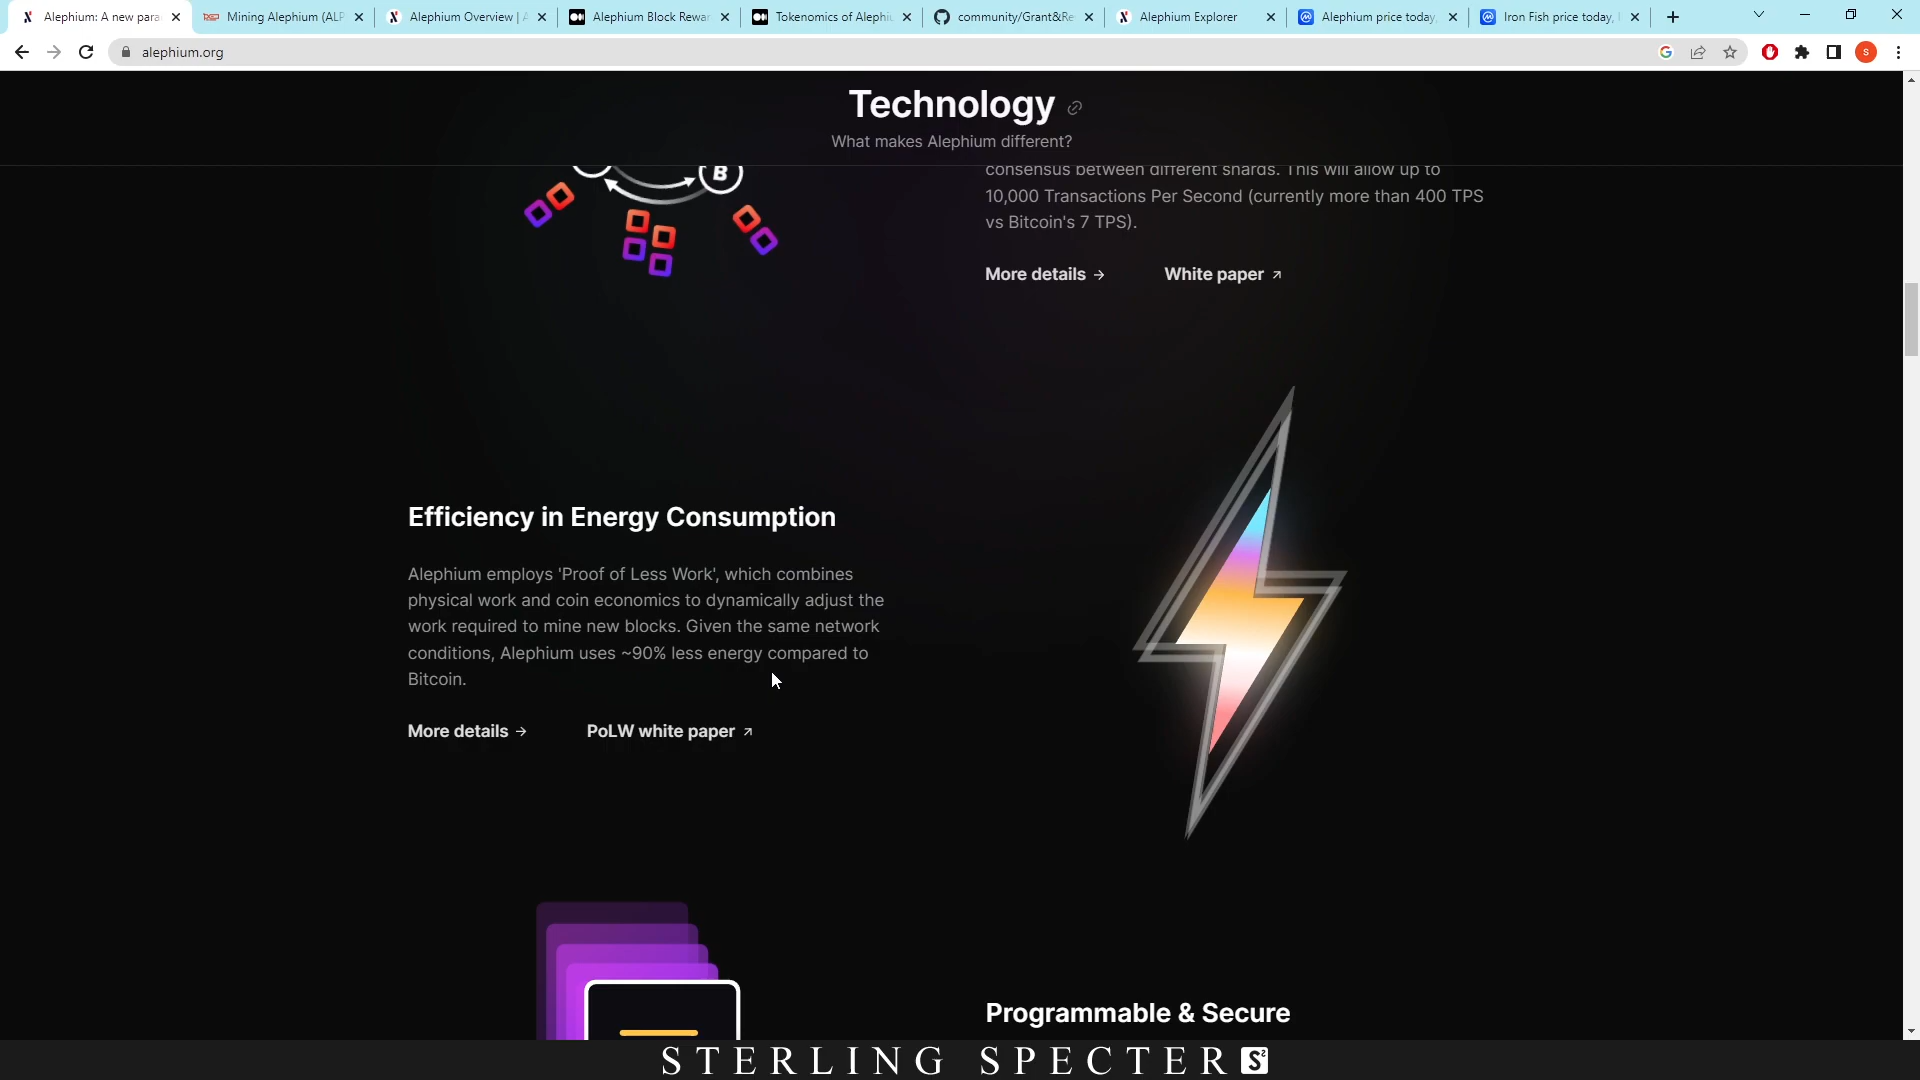 Alephium: A new para
Mining Alephium (ALP
Alephium Overview | A
Alephium Block Rewar
Tokenomics of Alephiu
community/Grant&Re
Alephium Explorer
Alephium price today,
Iron Fish price today,
alephium.org
S
Technology
What makes Alephium different?
B
consensus between different shards. This will allow up to
10,000 Transactions Per Second (currently more than 400 TPS
vs Bitcoin's 7 TPS).
More details → White paper ↗
Efficiency in Energy Consumption
Alephium employs 'Proof of Less Work', which combines
physical work and coin economics to dynamically adjust the
work required to mine new blocks. Given the same network
conditions, Alephium uses ~90% less energy compared to
Bitcoin.
More details → PoLW white paper ↗
Programmable & Secure
STERLING SPECTER S²